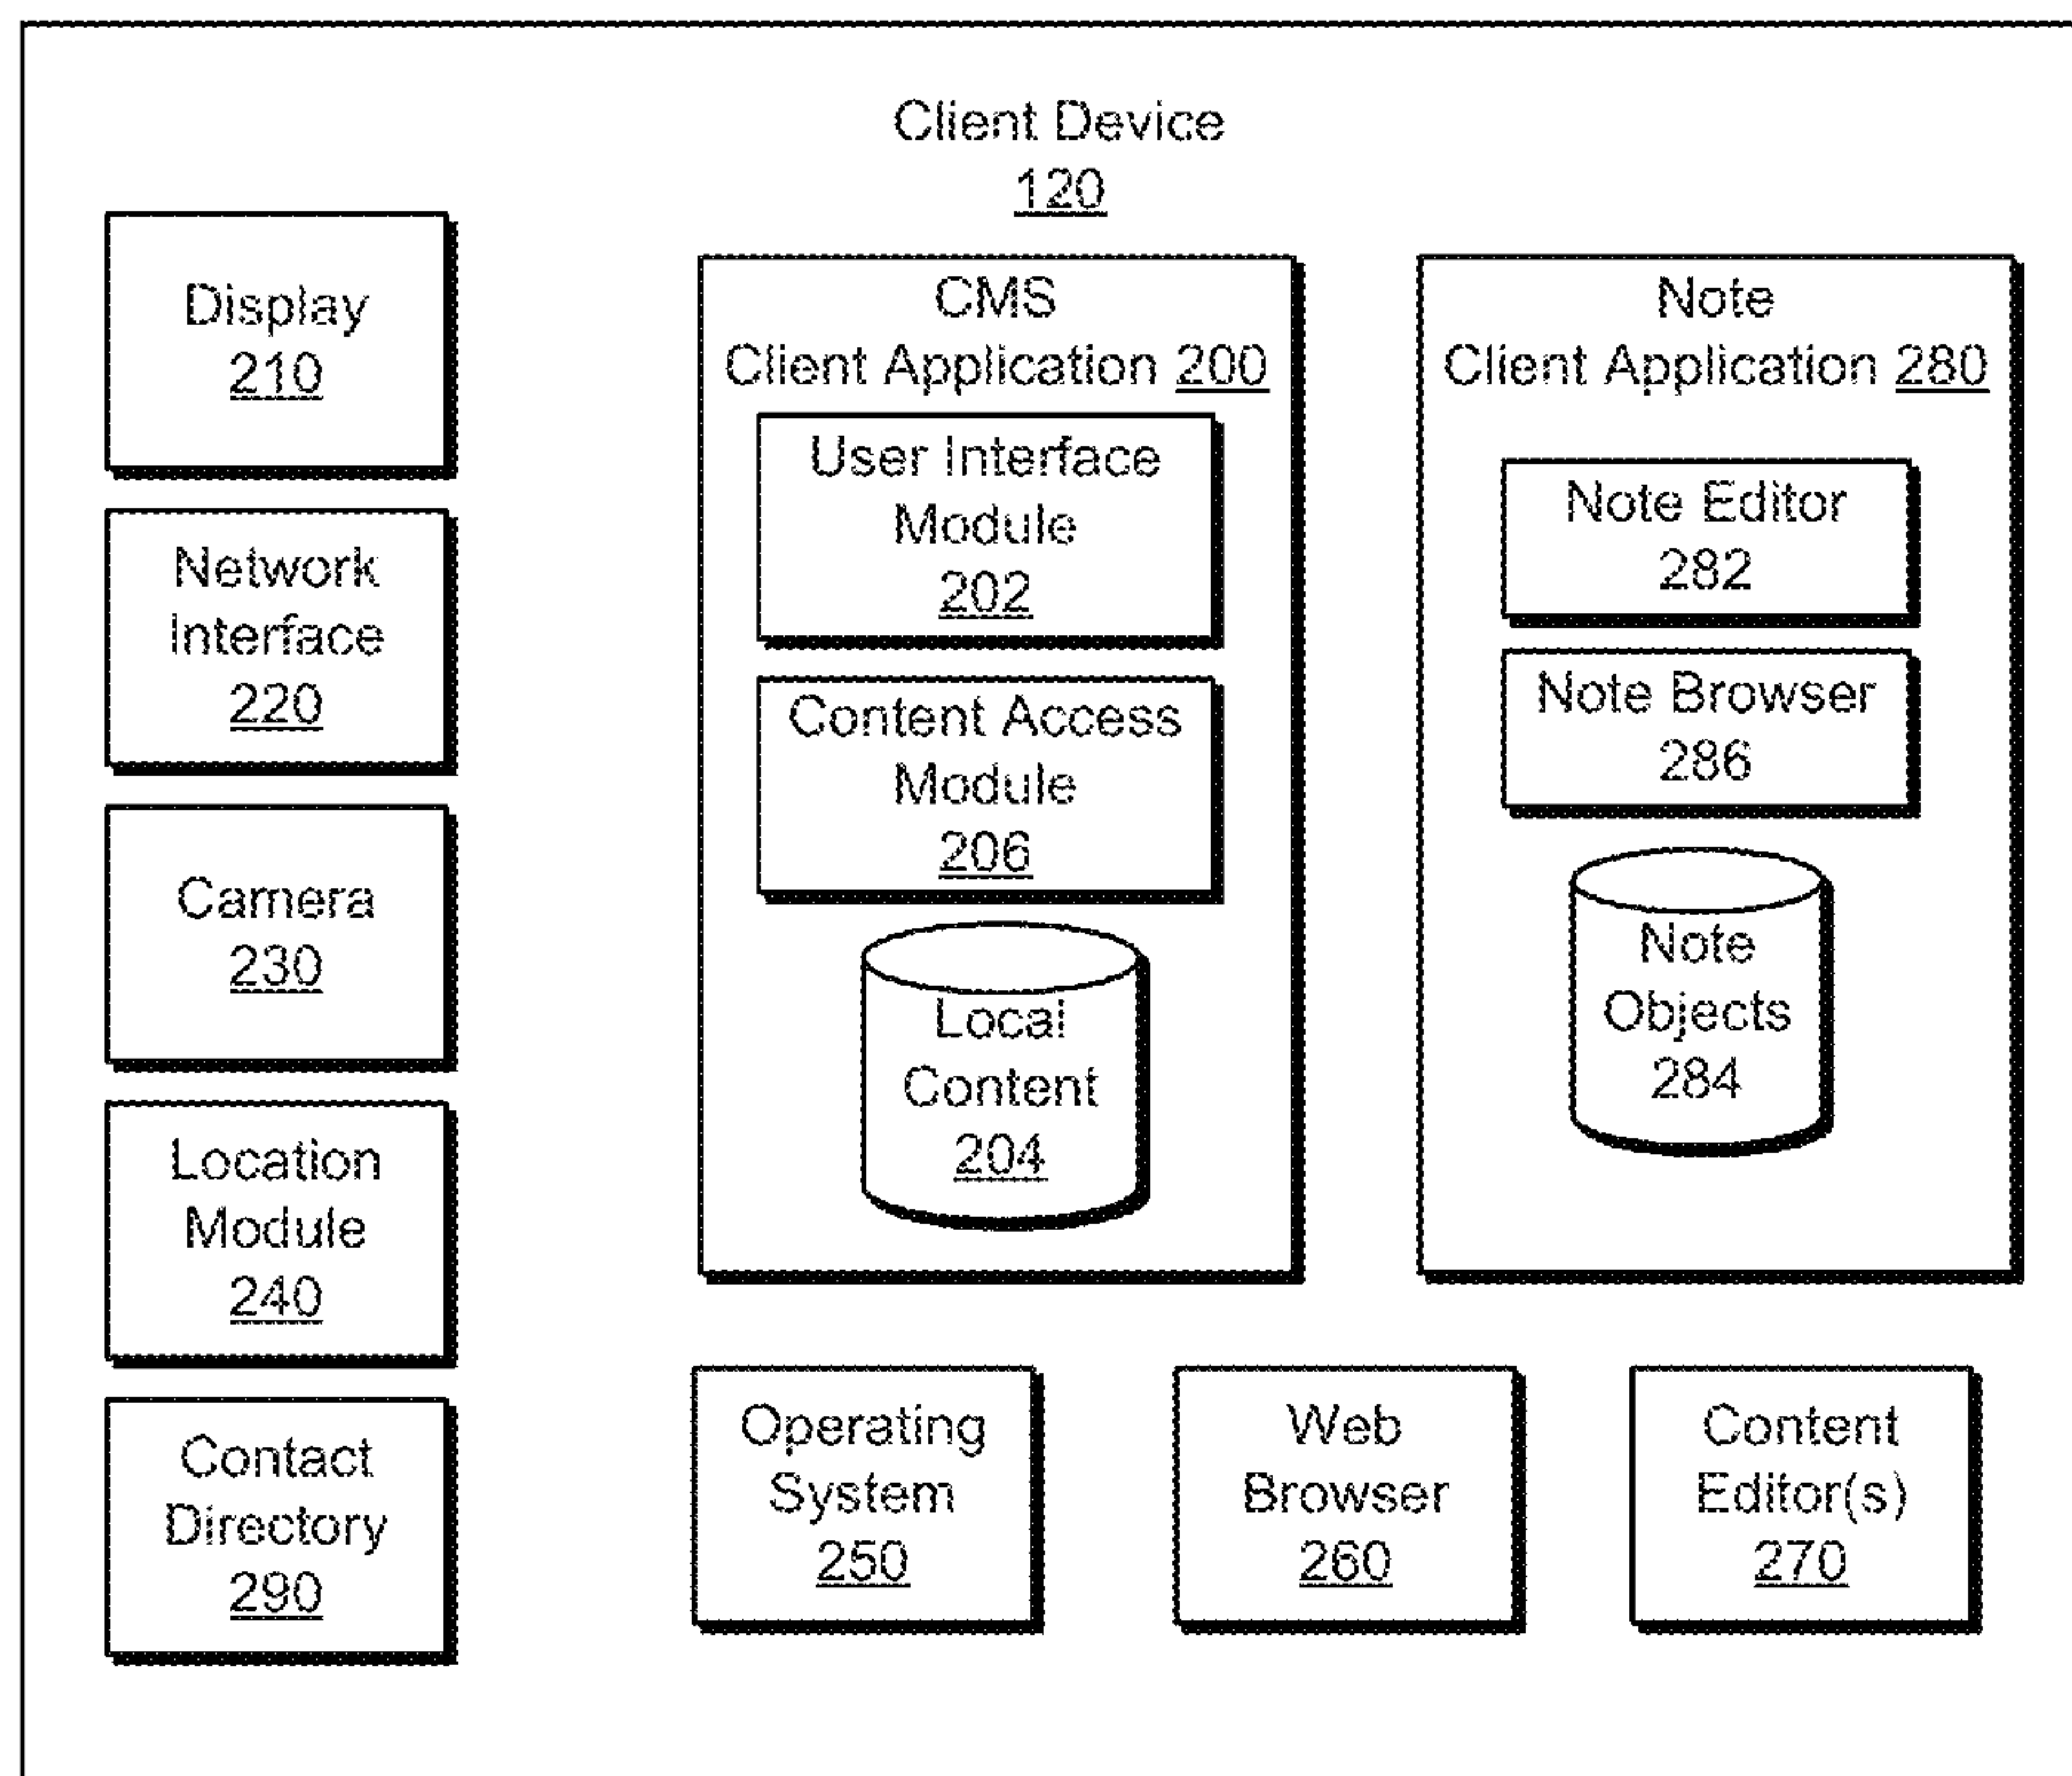 Client Device
120
Display
210
Network
Interface
220
Camera
230
Location
Module
240
Contact
Directory
290
CMS
Client Application 200
User Interface
Module
202
Content Access
Module
206
Local
Content
204
Note
Client Application 280
Note Editor
282
Note Browser
286
Note
Objects
284
Operating
System
250
Web
Browser
260
Content
Editor(s)
270